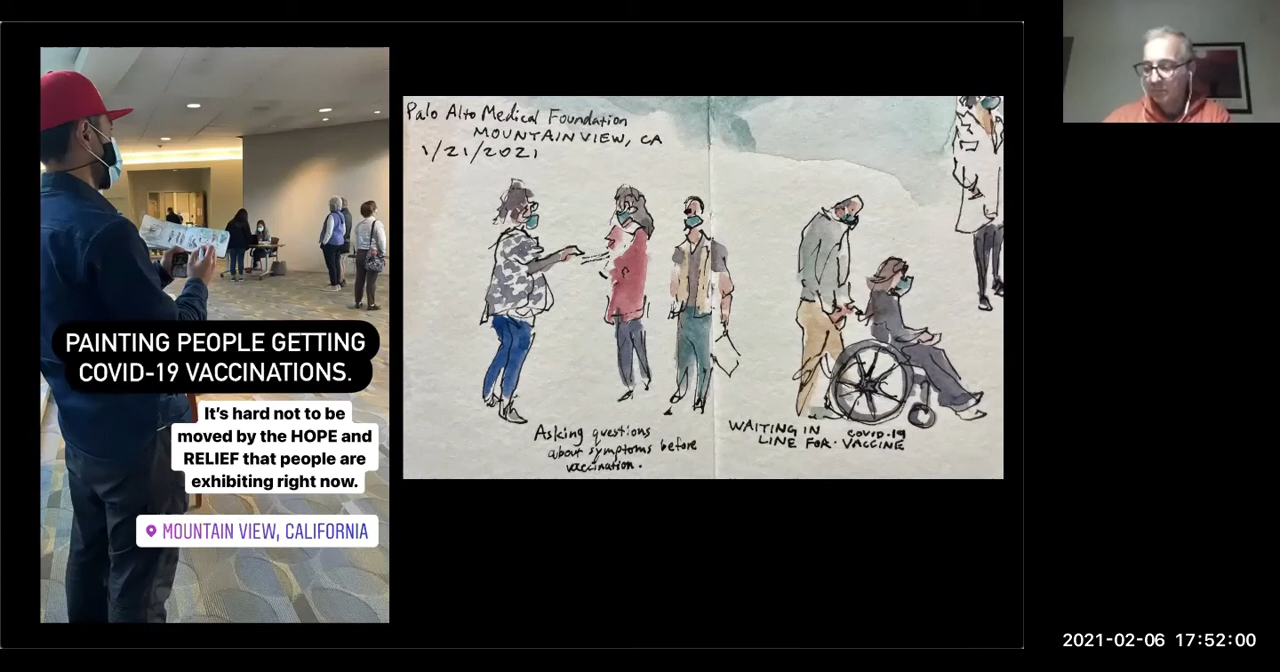 PAINTING PEOPLE GETTING
COVID-19 VACCINATIONS.
It's hard not to be
moved by the HOPE and
RELIEF that people are
exhibiting right now.
MOUNTAIN VIEW, CALIFORNIA
Palo Alto Medical Foundation
MOUNTAIN VIEW, CA
1/21/2021
Asking questions
about symptoms before
vaccination.
WAITING IN
LINE FOR COVID-19
VACCINE
2021-02-06 17:52:00